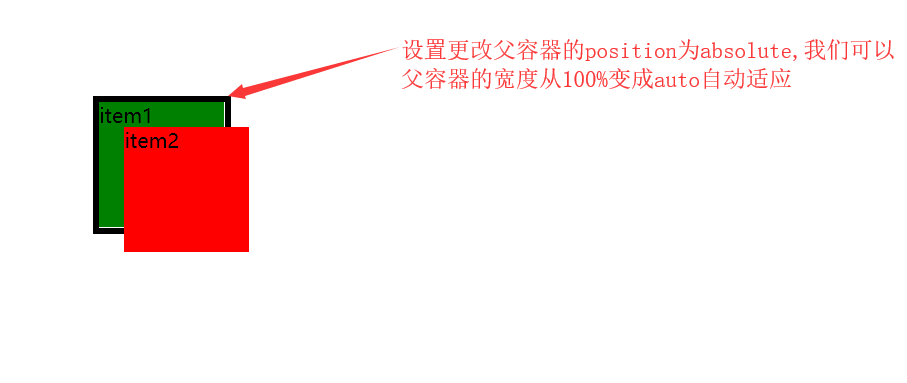 设置更改父容器的position为absolute,我们可以
父容器的宽度从100%变成auto自动适应
item1
item2